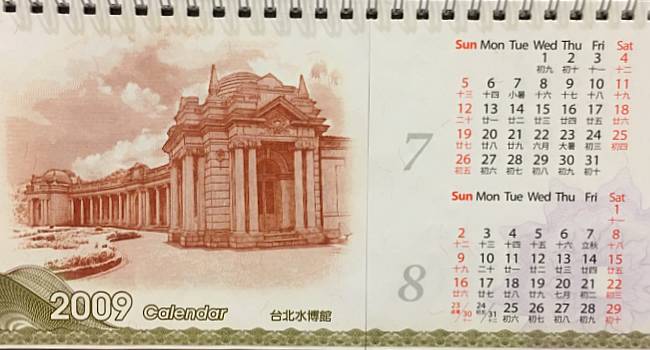 Sun Mon Tue Wed Thu Fri Sat
1 2 3 4
初九 初十 十一 十二
5 6 7 8 9 10 11
十三 十四 小暑 十六 十七 十八 十九
12 13 14 15 16 17 18
二十 廿一 廿二 廿三 廿四 廿五 廿六
7
19 20 21 22 23 24 25
廿七 廿八 廿九 六月 大暑 初三 初四
26 27 28 29 30 31
初五 初六 初七 初八 初九 初十
Sun Mon Tue Wed Thu Fri Sat
1
十一
2 3 4 5 6 7 8
十二 十三 十四 十五 十六 立秋 十八
9 10 11 12 13 14 15
十九 二十 廿一 廿二 廿三 廿四 廿五
8
16 17 18 19 20 21 22
廿六 廿七 廿八 廿九 七月 初二 初三
23 30 24 31 25 26 27 28 29
十一 十二 初六 初七 初八 初九 初十
2009 Calendar
台北水博館